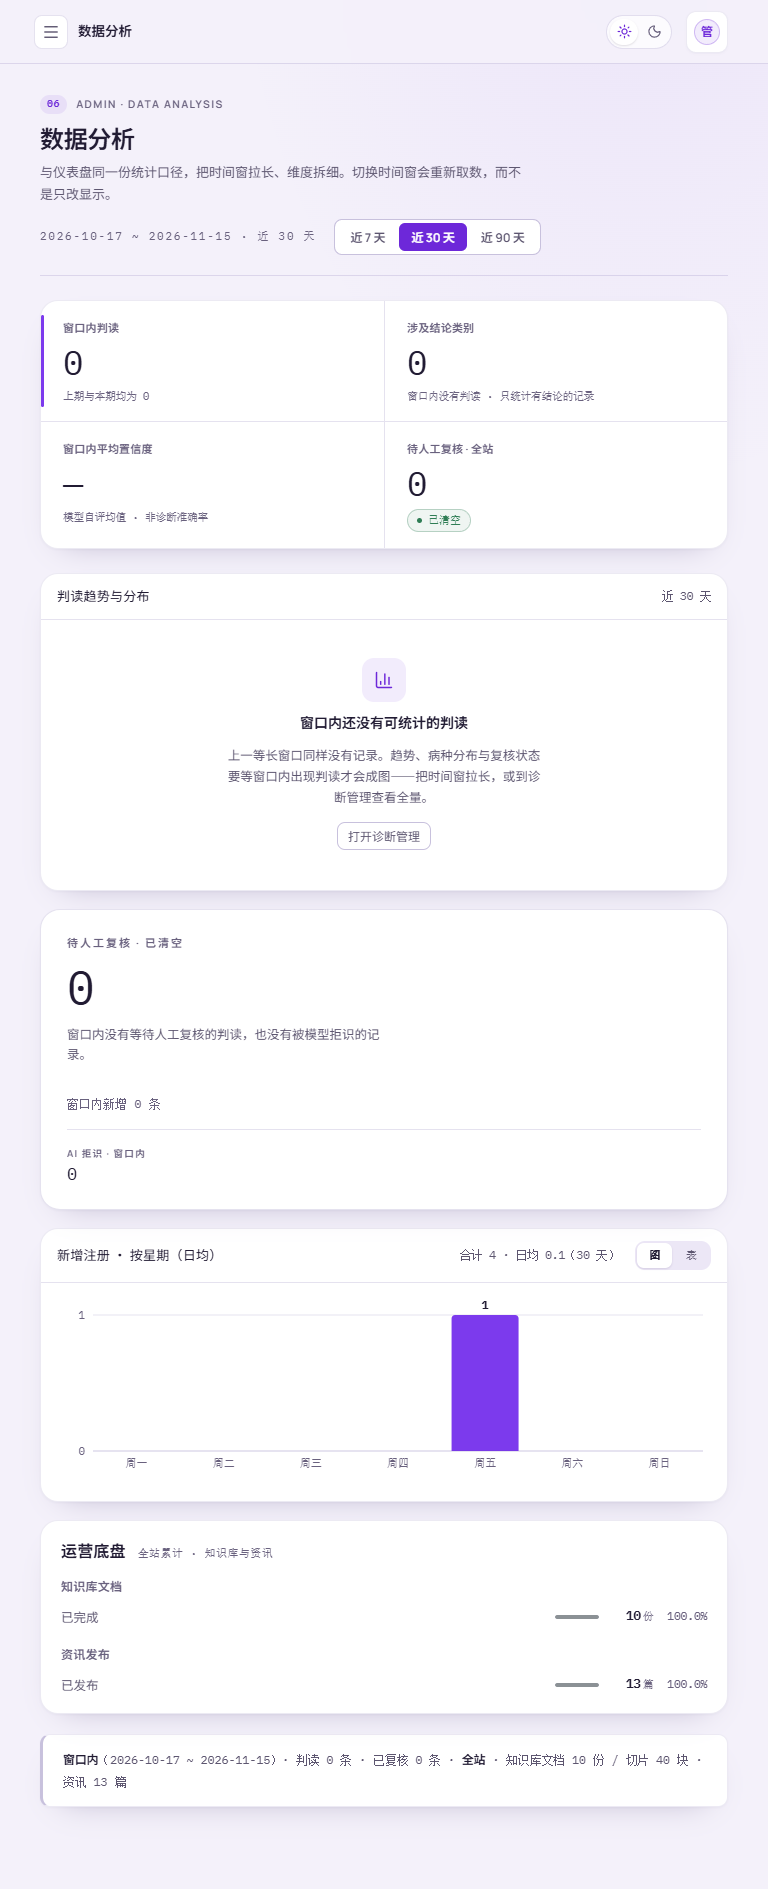 数据分析
管
06 ADMIN · DATA ANALYSIS
数据分析
与仪表盘同一份统计口径，把时间窗拉长、维度拆细。切换时间窗会重新取数，而不
是只改显示。
2026-10-17 ~ 2026-11-15 · 近 30 天 近7天 近30天 近90天
窗口内判读
0
上期与本期均为 0
涉及结论类别
0
窗口内没有判读 · 只统计有结论的记录
窗口内平均置信度
—
模型自评均值 · 非诊断准确率
待人工复核 · 全站
0
已清空
判读趋势与分布 近 30 天
窗口内还没有可统计的判读
上一等长窗口同样没有记录。趋势、病种分布与复核状态
要等窗口内出现判读才会成图——把时间窗拉长，或到诊
断管理查看全量。
打开诊断管理
待人工复核 · 已清空
0
窗口内没有等待人工复核的判读，也没有被模型拒识的记
录。
窗口内新增 0 条
AI 拒识 · 窗口内
0
新增注册 · 按星期（日均） 合计 4 · 日均 0.1（30 天） 图 表
1
1
0
周一 周二 周三 周四 周五 周六 周日
运营底盘 全站累计 · 知识库与资讯
知识库文档
已完成 10份 100.0%
资讯发布
已发布 13篇 100.0%
窗口内（2026-10-17 ~ 2026-11-15）· 判读 0 条 · 已复核 0 条 · 全站 · 知识库文档 10 份 / 切片 40 块 ·
资讯 13 篇